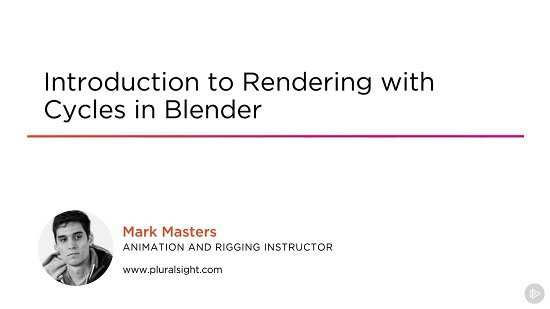 Introduction to Rendering with
Cycles in Blender
Mark Masters
ANIMATION AND RIGGING INSTRUCTOR
www.pluralsight.com